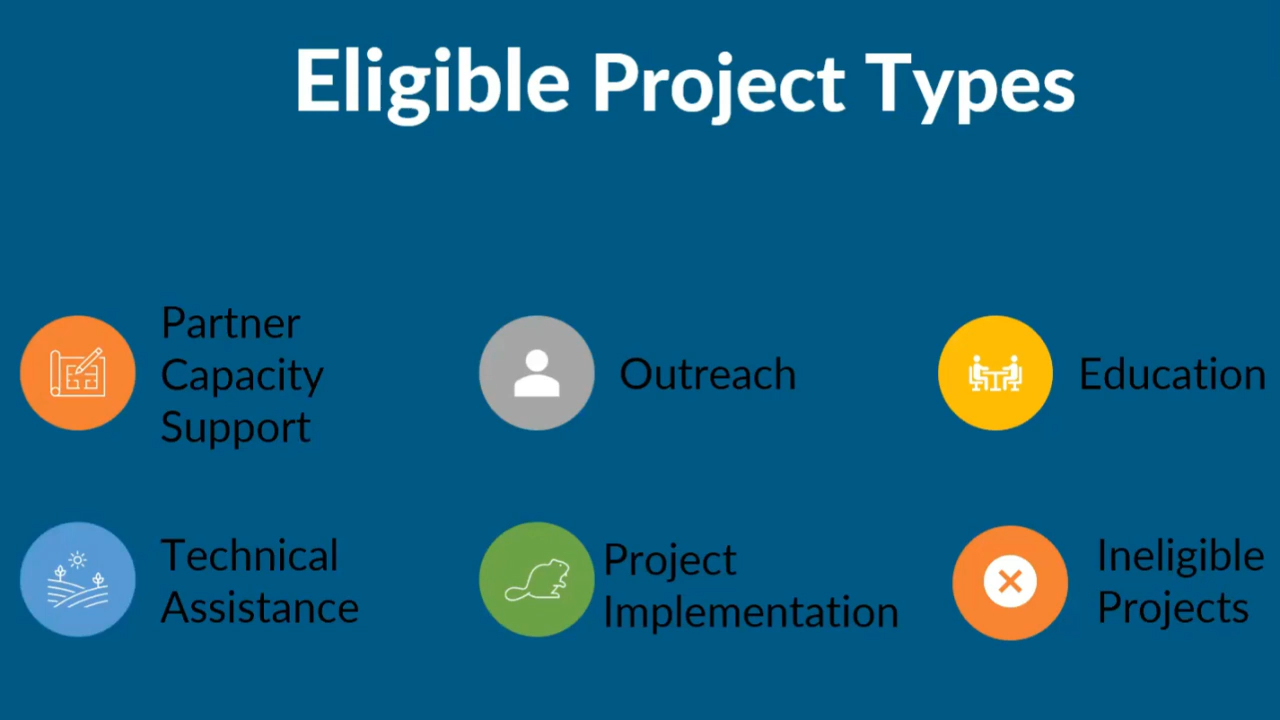 Eligible Project Types
Partner
Capacity
Support
Outreach
Education
Technical
Assistance
Project
Implementation
Ineligible
Projects